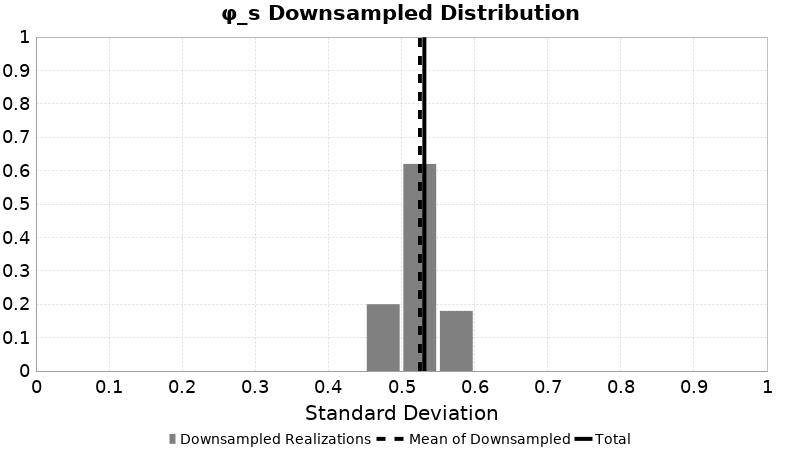 φ_s Downsampled Distribution
1
0.9
0.8
0.7
0.6
0.5
0.4
0.3
0.2
0.1
0
0 0.1 0.2 0.3 0.4 0.5 0.6 0.7 0.8 0.9 1
Standard Deviation
Downsampled Realizations Mean of Downsampled Total